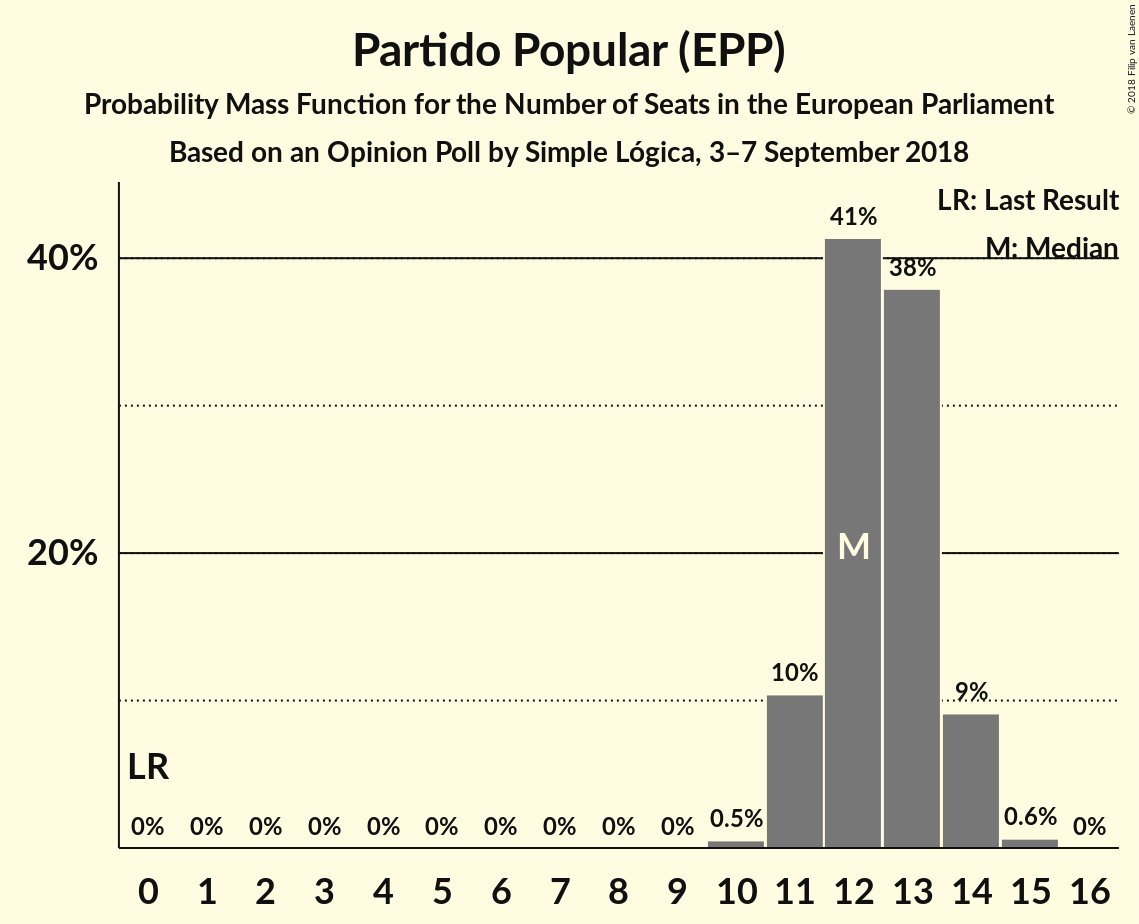 Partido Popular (EPP)
Probability Mass Function for the Number of Seats in the European Parliament
Based on an Opinion Poll by Simple Lógica, 3–7 September 2018
© 2018 Filip van Laenen
LR: Last Result
M: Median
40%
20%
41%
38%
M
10%
9%
LR
0% 0% 0% 0% 0% 0% 0% 0% 0% 0% 0.5% 0.6% 0%
0 1 2 3 4 5 6 7 8 9 10 11 12 13 14 15 16